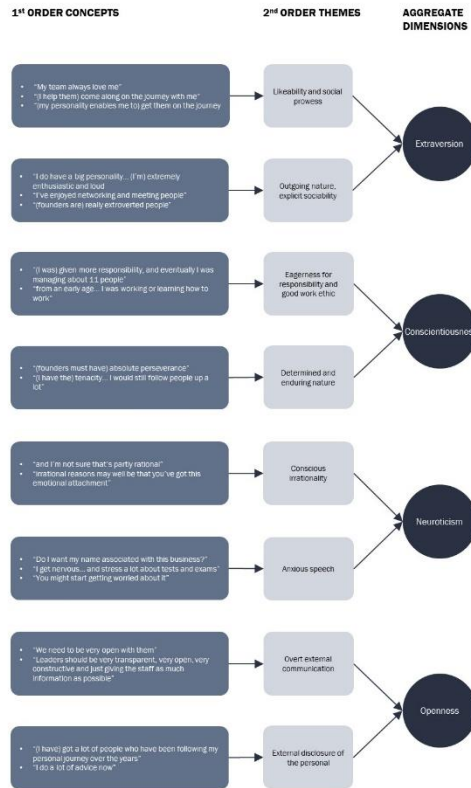 1st ORDER CONCEPTS
2nd ORDER THEMES
AGGREGATE
DIMENSIONS
• "My team always love me"
• "(I help them) come along on the journey with me"
• "(my personality enables me to) get them on the journey
Likeability and social
prowess
Extraversion
• "I do have a big personality... (I'm) extremely
enthusiastic and loud
• "I've enjoyed networking and meeting people"
• "(founders are) really extroverted people"
Outgoing nature,
explicit sociability
• "(I was) given more responsibility, and eventually I was
managing about 11 people"
• "from an early age... I was working or learning how to
work"
Eagerness for
responsibility and
good work ethic
Conscientiousnes
• "(founders must have) absolute perseverance"
• "(I have the) tenacity... I would still follow people up a
lot"
Determined and
enduring nature
• "and I'm not sure that's partly rational"
• "irrational reasons may well be that you've got this
emotional attachment"
Conscious
irrationality
Neuroticism
• "Do I want my name associated with this business?"
• "I get nervous... and stress a lot about tests and exams"
• "You might start getting worried about it"
Anxious speech
• "We need to be very open with them"
• "Leaders should be very transparent, very open, very
constructive and just giving the staff as much
information as possible"
Overt external
communication
Openness
• "(I have) got a lot of people who have been following my
personal journey over the years"
• "I do a lot of advice now"
External disclosure of
the personal